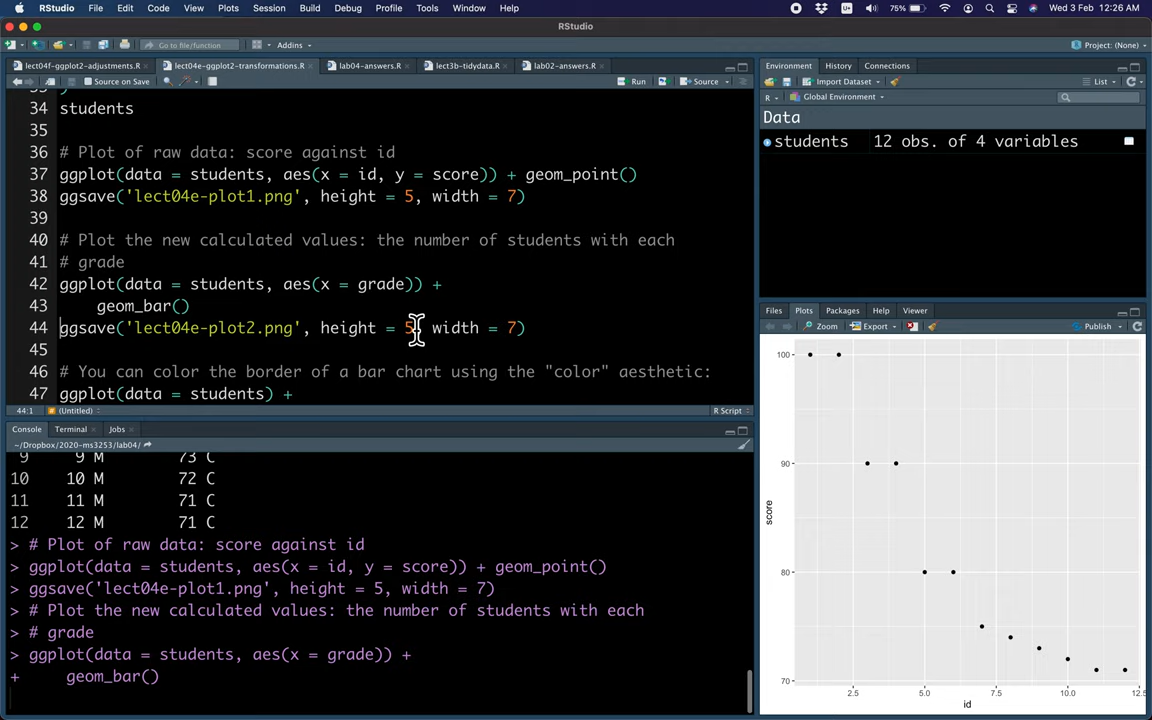 RStudio File Edit Code View Plots Session Build Debug Profile Tools Window Help U+ 75% Wed 3 Feb 12:26 AM
RStudio
Go to file/function Addins Project: (None)
lect04f-ggplot2-adjustments.R lect04e-ggplot2-transformations.R lab04-answers.R lect3b-tidydata.R lab02-answers.R
Source on Save Run Source
34 students
35
36 # Plot of raw data: score against id
37 ggplot(data = students, aes(x = id, y = score)) + geom_point()
38 ggsave('lect04e-plot1.png', height = 5, width = 7)
39
40 # Plot the new calculated values: the number of students with each
41 # grade
42 ggplot(data = students, aes(x = grade)) +
43 geom_bar()
44 ggsave('lect04e-plot2.png', height = 5, width = 7)
45
46 # You can color the border of a bar chart using the "color" aesthetic:
47 ggplot(data = students) +
44:1 (Untitled) R Script
Console Terminal Jobs
~/Dropbox/2020-ms3253/lab04/
9 9 M 73 C
10 10 M 72 C
11 11 M 71 C
12 12 M 71 C
> # Plot of raw data: score against id
> ggplot(data = students, aes(x = id, y = score)) + geom_point()
> ggsave('lect04e-plot1.png', height = 5, width = 7)
> # Plot the new calculated values: the number of students with each
> # grade
> ggplot(data = students, aes(x = grade)) +
+ geom_bar()
Environment History Connections
Import Dataset List
R Global Environment
Data
students 12 obs. of 4 variables
Files Plots Packages Help Viewer
Zoom Export Publish
100
90
80
70
score
2.5 5.0 7.5 10.0 12.5
id